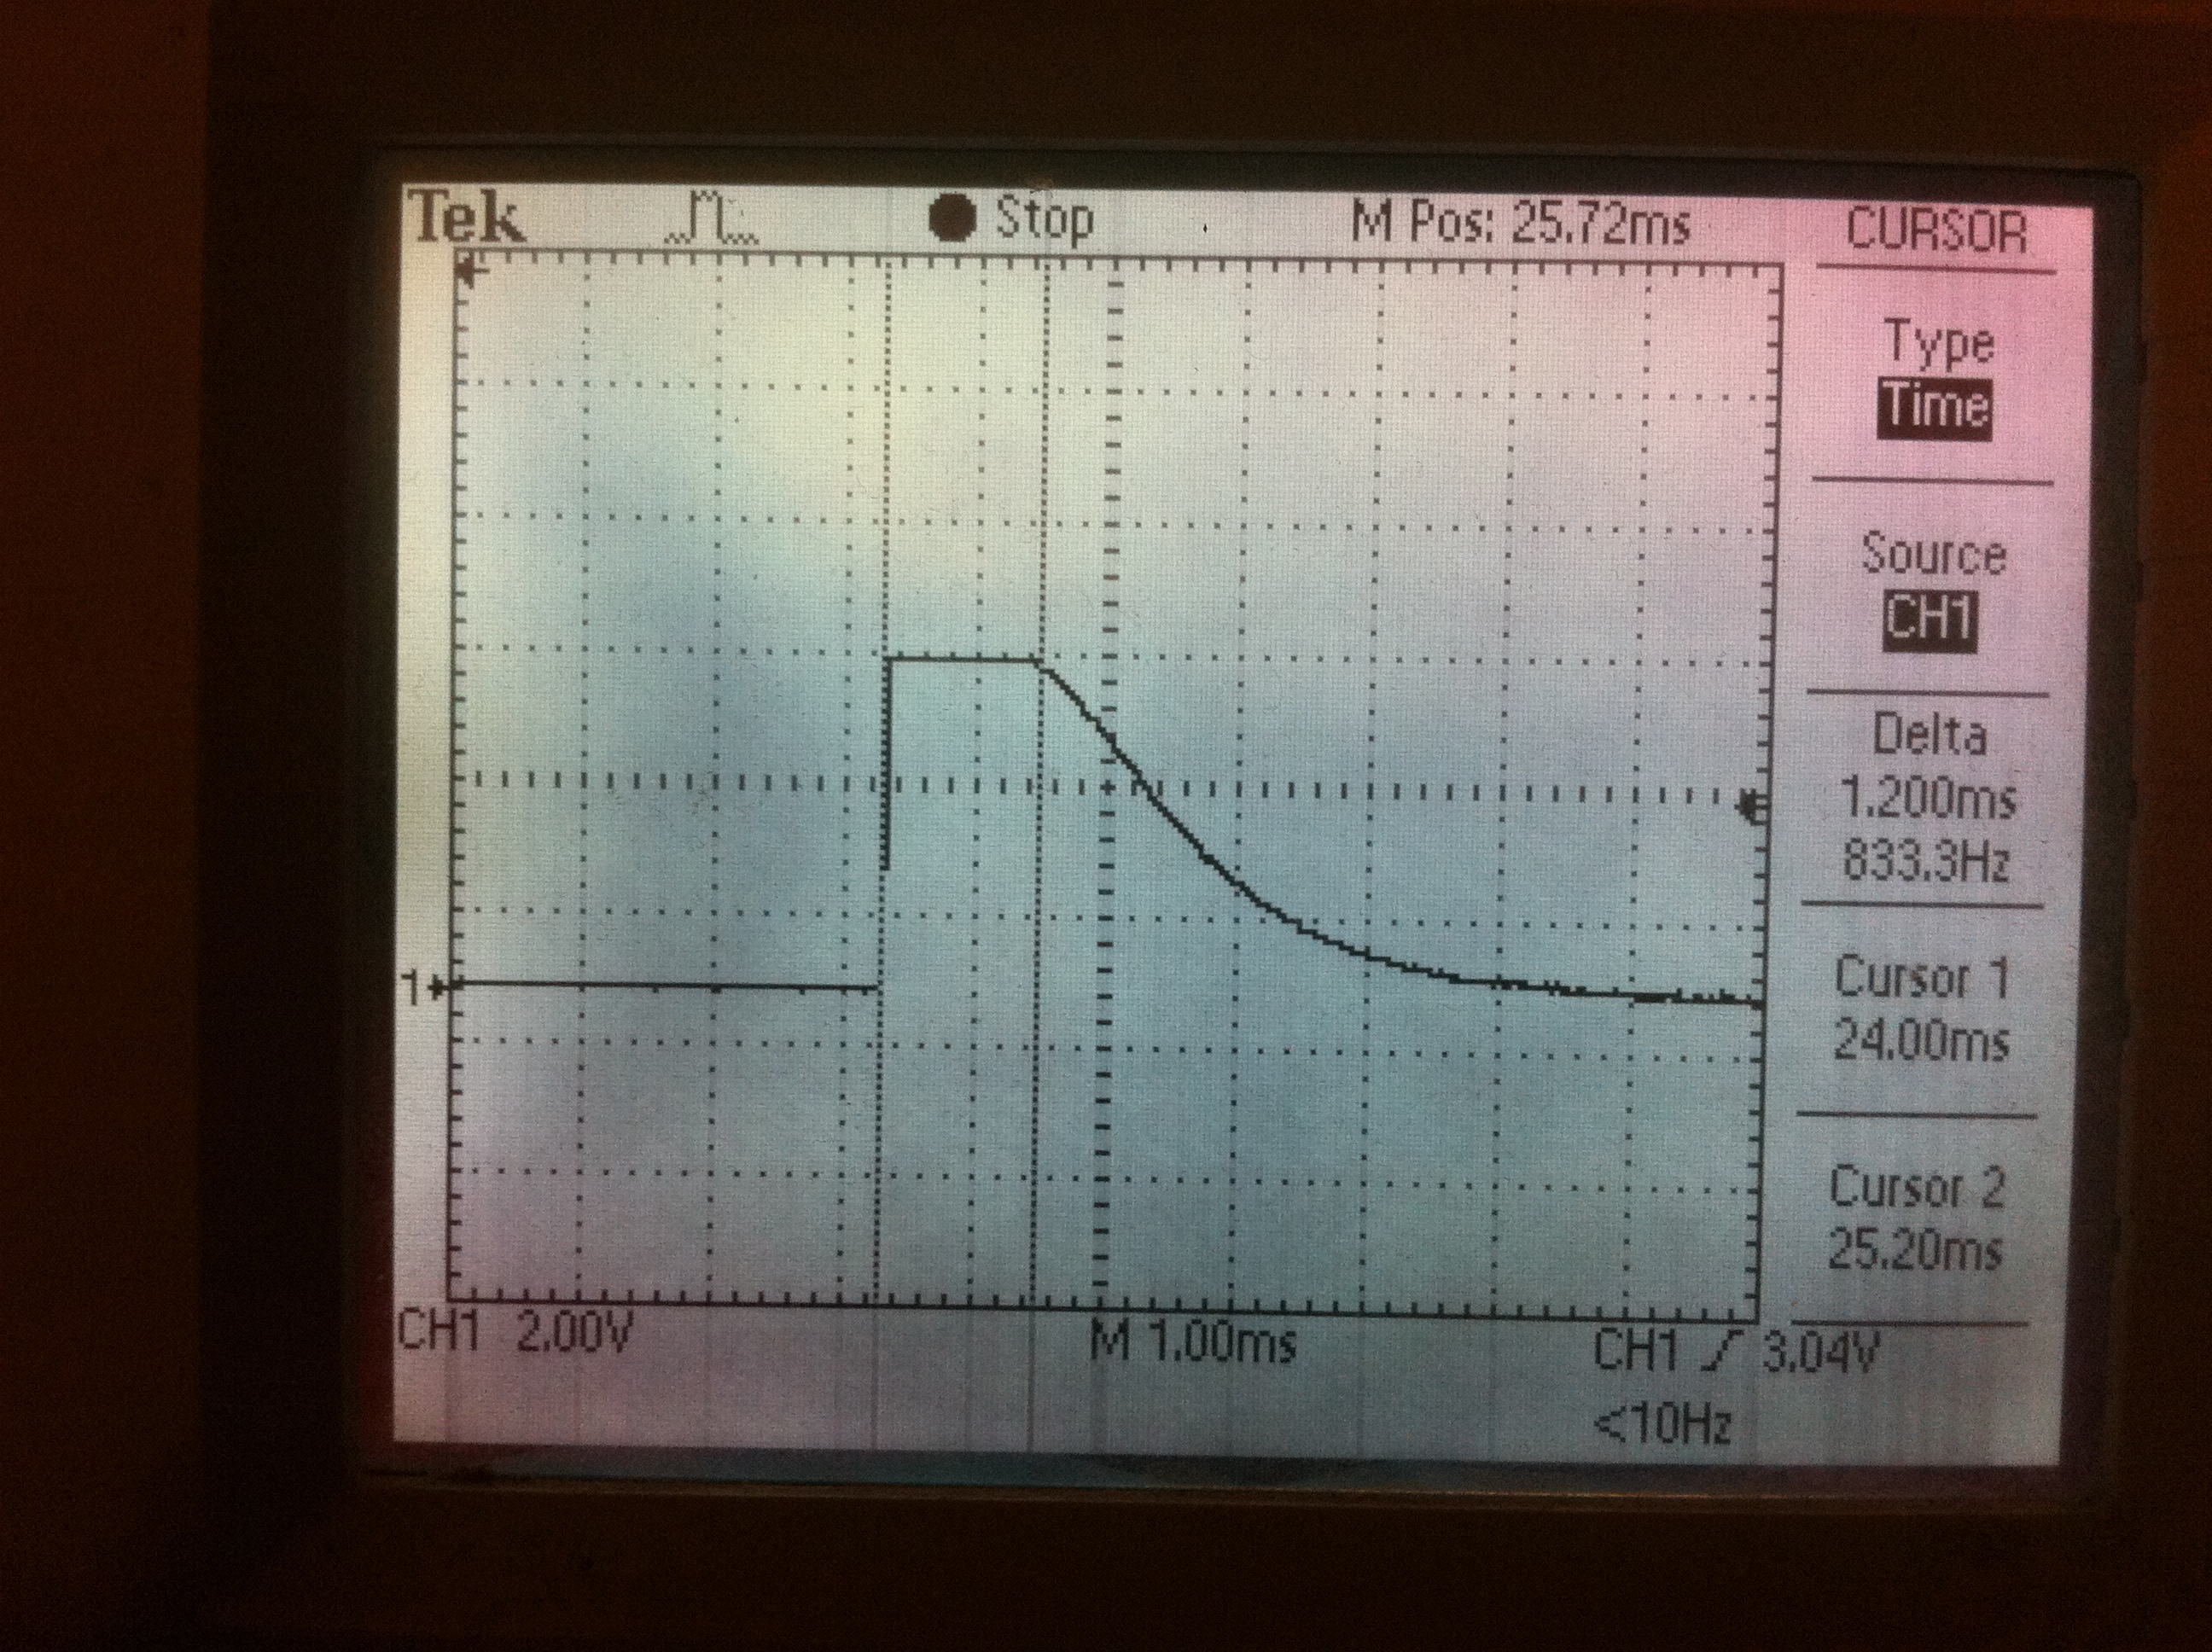 Tek Stop M Pos: 25.72ms CURSOR
Type
Time
Source
CH1
Delta
1.200ms
833.3Hz
Cursor 1
24.00ms
Cursor 2
25.20ms
1
CH1 2.00V M 1.00ms CH1 3.04V
<10Hz